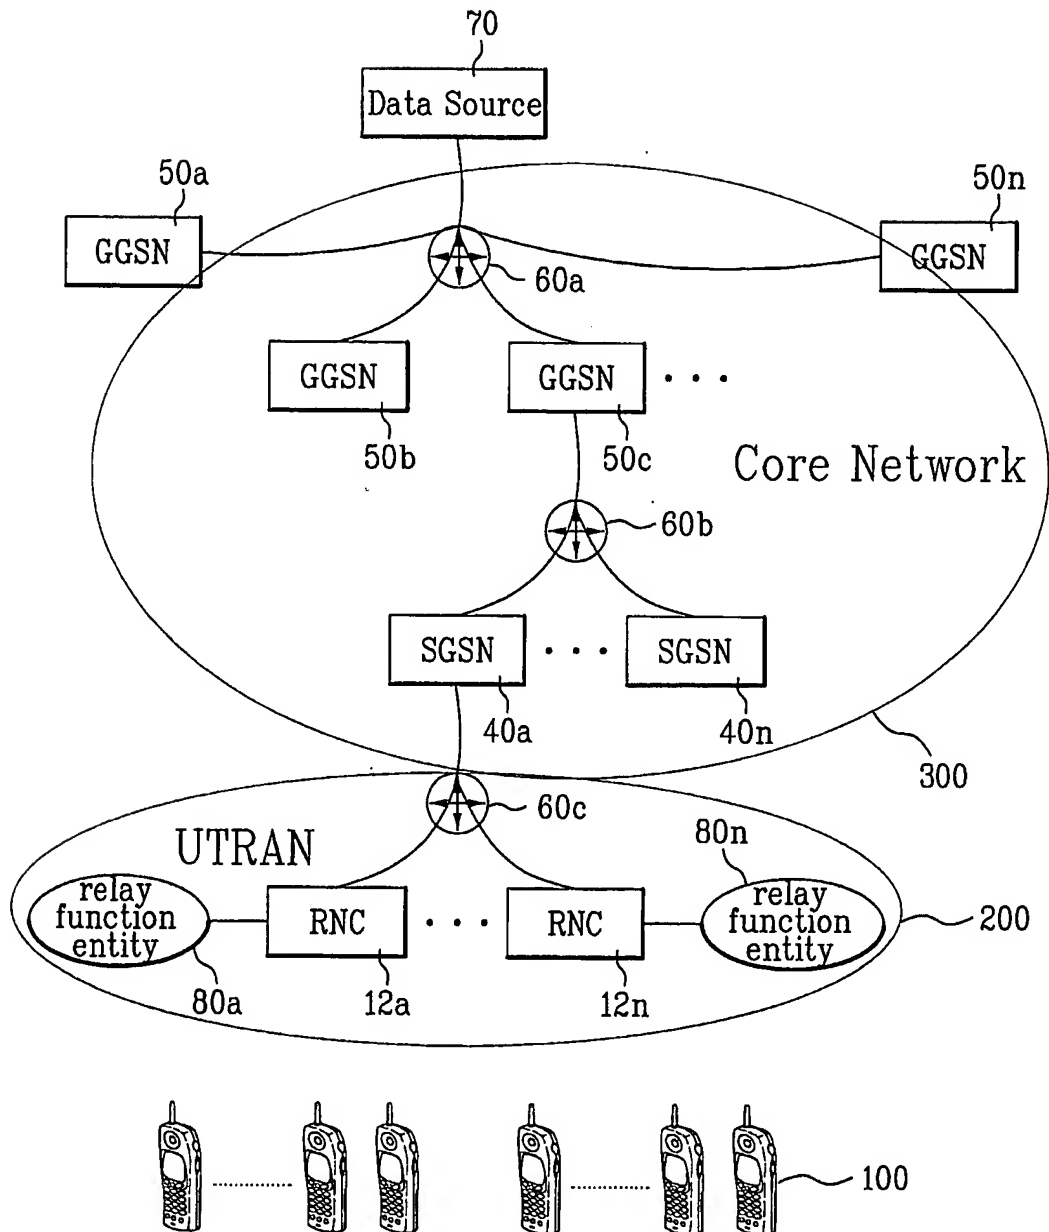 70
Data Source
50a
50n
GGSN
GGSN
60a
GGSN
GGSN
50b
50c
Core Network
60b
SGSN
SGSN
40a
40n
300
60c
UTRAN
80n
relay
function
entity
RNC
RNC
relay
function
entity
200
80a
12a
12n
100